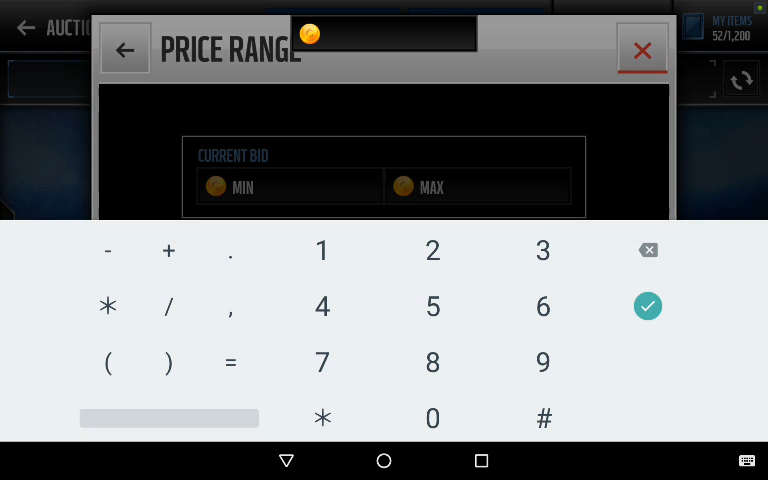 AUCTI
PRICE RANGE
MY ITEMS
52/1,200
CURRENT BID
MIN MAX
- + . 1 2 3
* / , 4 5 6
( ) = 7 8 9
* 0 #